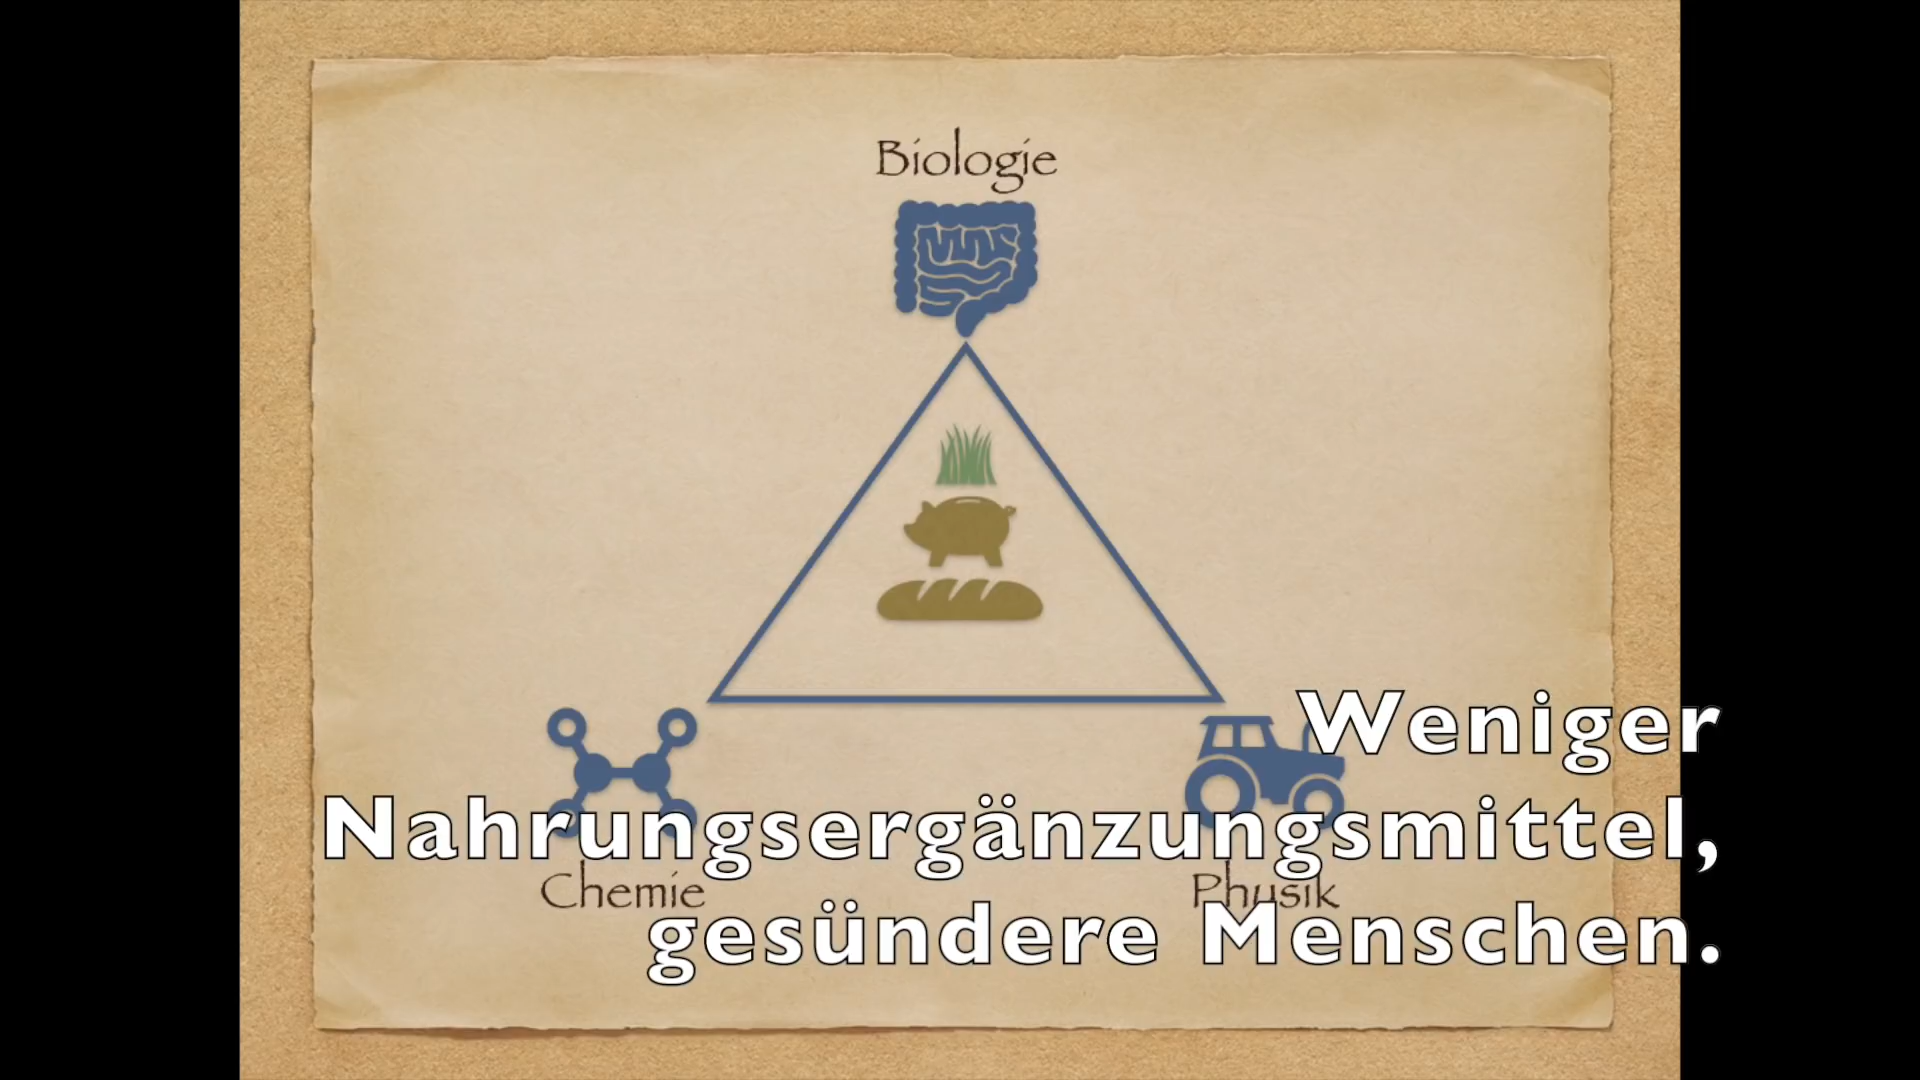 Biologie
Weniger
Nahrungsergänzungsmittel,
Chemie
Physik
gesündere Menschen.